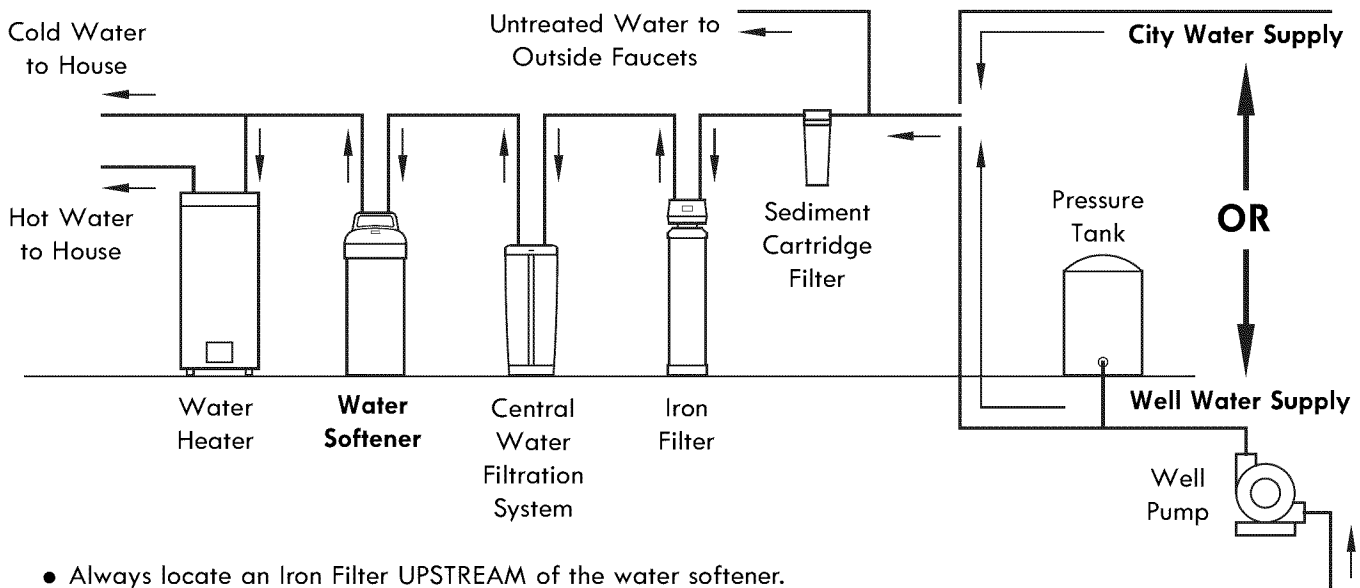 Cold Water
to House
Untreated Water to
Outside Faucets
City Water Supply
Hot Water
to House
Sediment
Cartridge
Filter
Pressure
Tank
OR
Water
Heater
Water
Softener
Central
Water
Filtration
System
Iron
Filter
Well Water Supply
Well
Pump
● Always locate an Iron Filter UPSTREAM of the water softener.